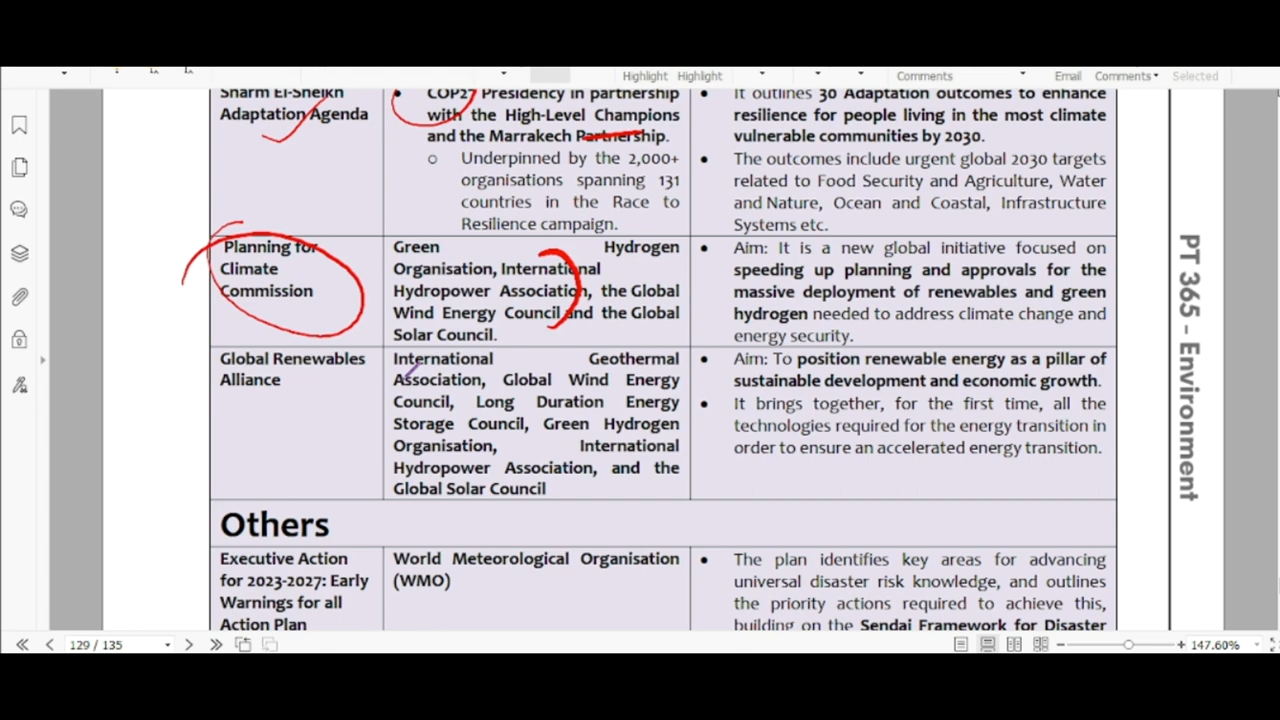 Highlight Highlight Comments Email Comments Selected
Sharm El-Sheikh
Adaptation Agenda
• COP27 Presidency in partnership
with the High-Level Champions
and the Marrakech Partnership.
o Underpinned by the 2,000+
organisations spanning 131
countries in the Race to
Resilience campaign.
• It outlines 30 Adaptation outcomes to enhance
resilience for people living in the most climate
vulnerable communities by 2030.
• The outcomes include urgent global 2030 targets
related to Food Security and Agriculture, Water
and Nature, Ocean and Coastal, Infrastructure
Systems etc.
Planning for
Climate
Commission
Green Hydrogen
Organisation, International
Hydropower Association, the Global
Wind Energy Council and the Global
Solar Council.
• Aim: It is a new global initiative focused on
speeding up planning and approvals for the
massive deployment of renewables and green
hydrogen needed to address climate change and
energy security.
Global Renewables
Alliance
International Geothermal
Association, Global Wind Energy
Council, Long Duration Energy
Storage Council, Green Hydrogen
Organisation, International
Hydropower Association, and the
Global Solar Council
• Aim: To position renewable energy as a pillar of
sustainable development and economic growth.
• It brings together, for the first time, all the
technologies required for the energy transition in
order to ensure an accelerated energy transition.
Others
Executive Action
for 2023-2027: Early
Warnings for all
Action Plan
World Meteorological Organisation
(WMO)
• The plan identifies key areas for advancing
universal disaster risk knowledge, and outlines
the priority actions required to achieve this,
building on the Sendai Framework for Disaster
PT 365 - Environment
129 / 135
147.60%